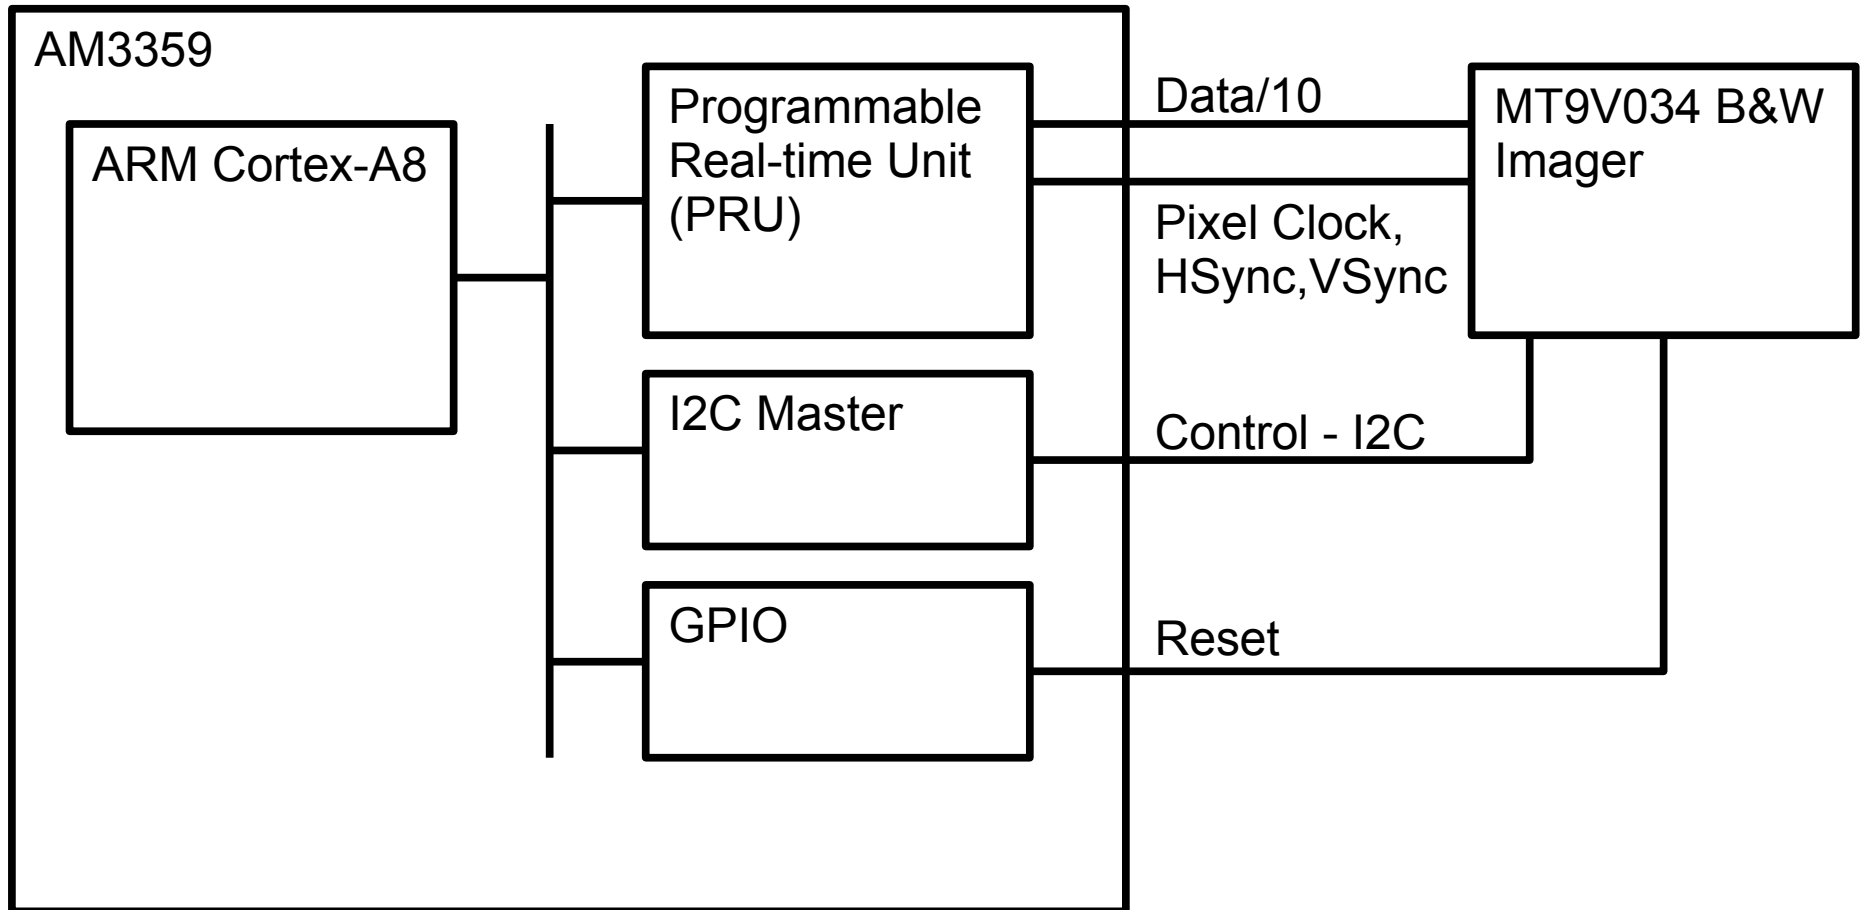 AM3359
ARM Cortex-A8
Programmable
Real-time Unit
(PRU)
I2C Master
GPIO
Data/10
Pixel Clock,
HSync,VSync
Control - I2C
Reset
MT9V034 B&W
Imager